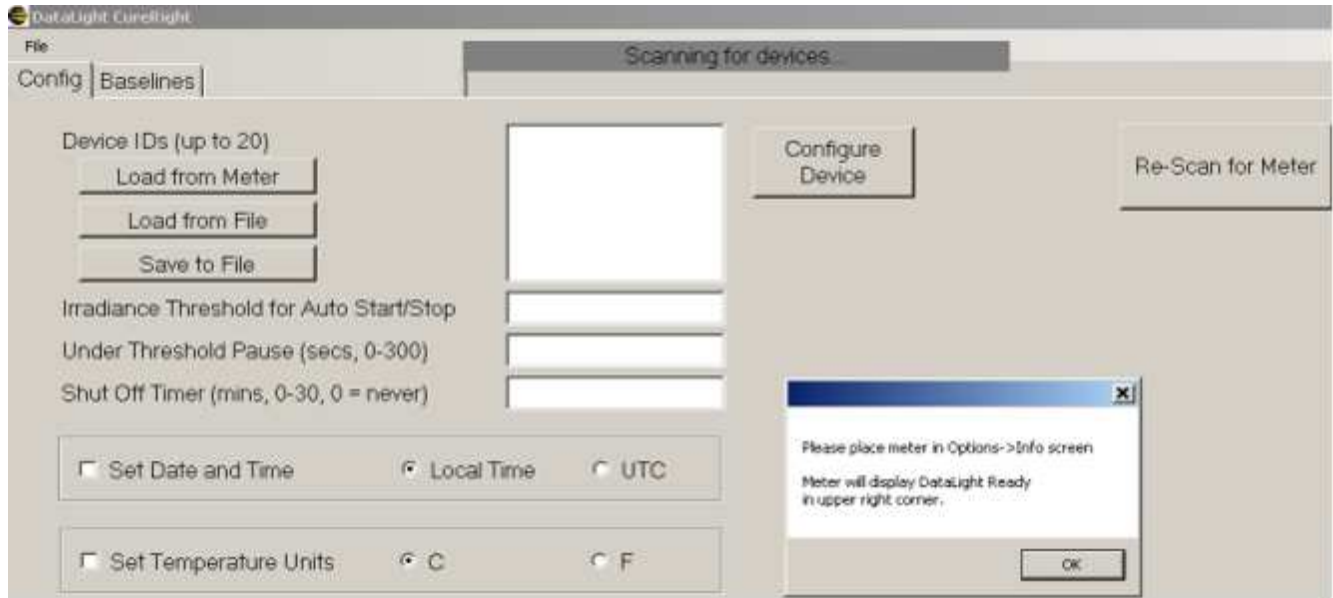 DataLight CureRight
File
Scanning for devices...
Config Baselines
Device IDs (up to 20)
Load from Meter
Load from File
Save to File
Configure
Device
Re-Scan for Meter
Irradiance Threshold for Auto Start/Stop
Under Threshold Pause (secs, 0-300)
Shut Off Timer (mins, 0-30, 0 = never)
Set Date and Time Local Time UTC
Set Temperature Units C F
Please place meter in Options->Info screen
Meter will display DataLight Ready
in upper right corner.
OK